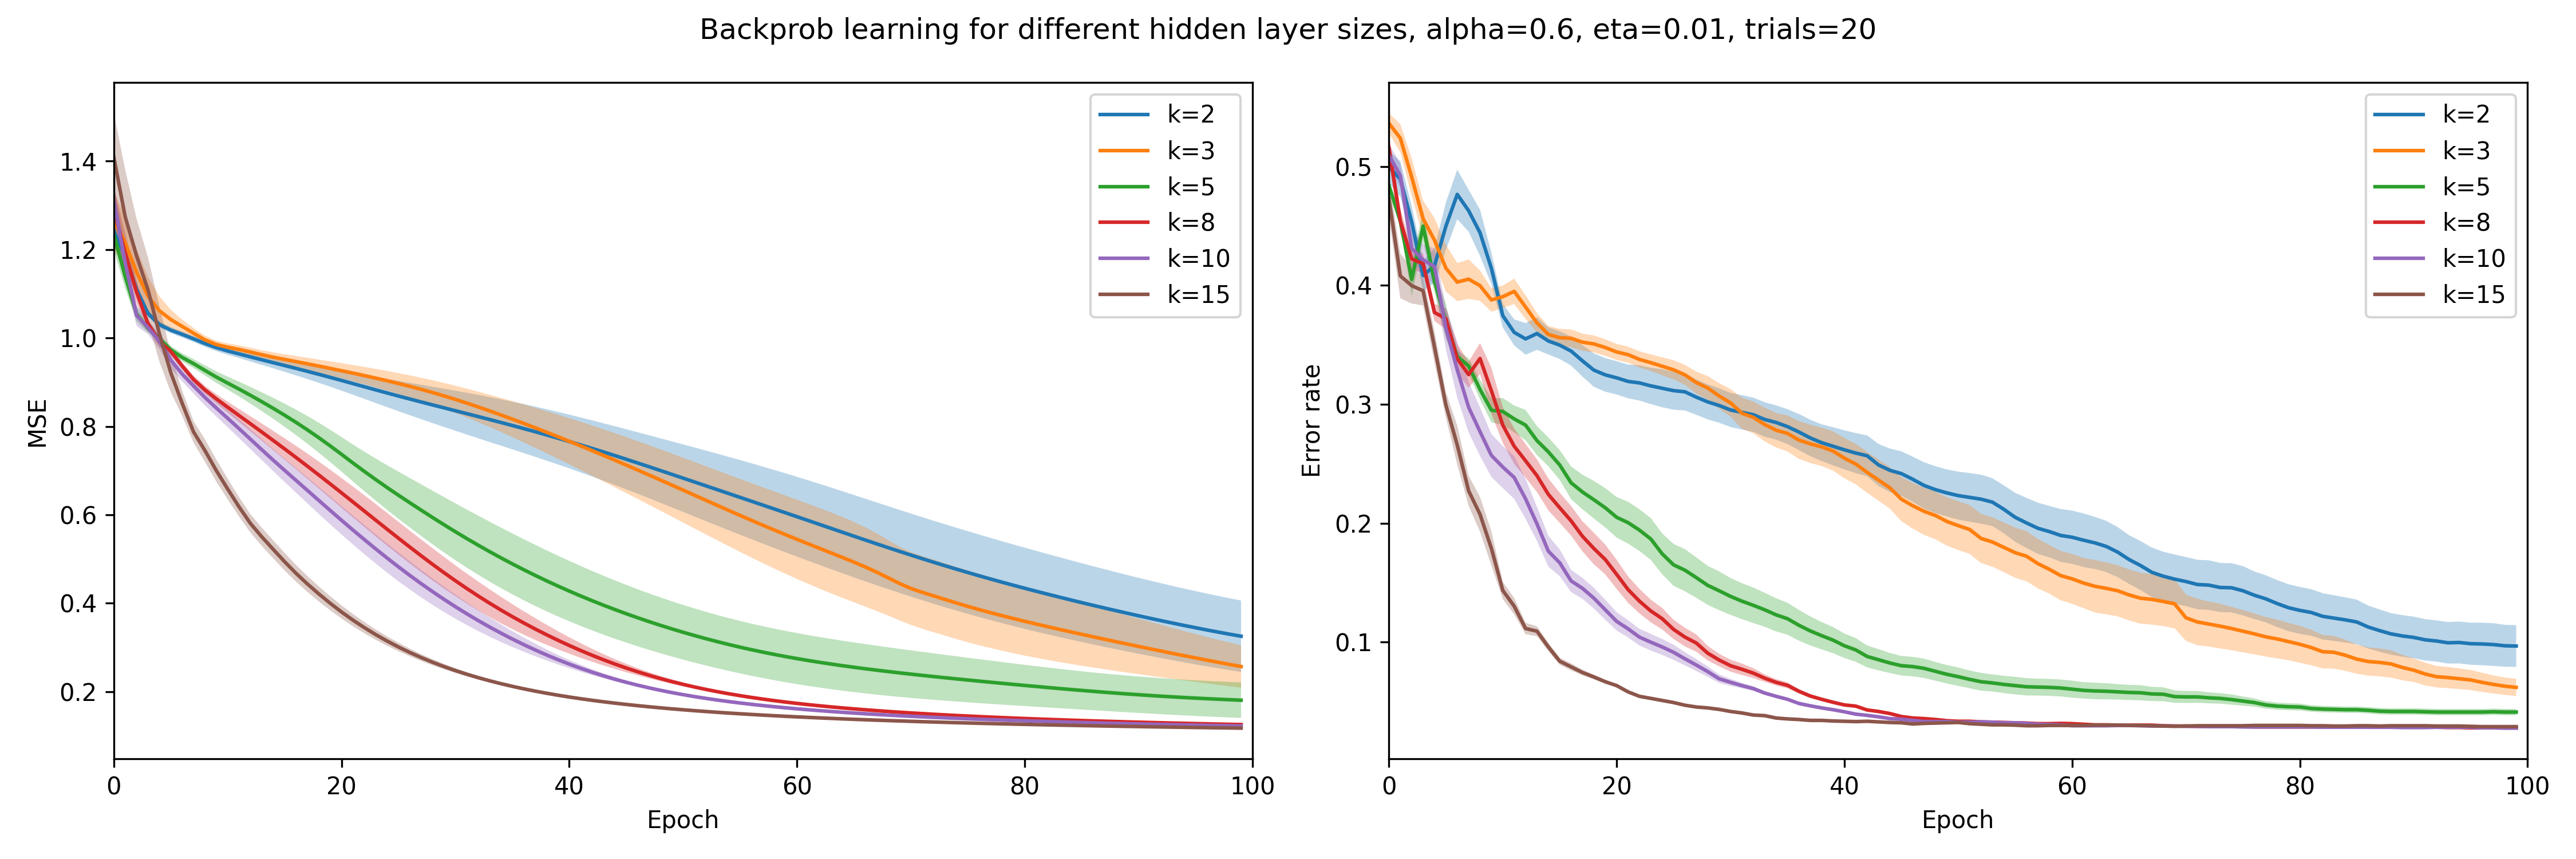 Backprob learning for different hidden layer sizes, alpha=0.6, eta=0.01, trials=20
MSE
1.4
1.2
1.0
0.8
0.6
0.4
0.2
0 20 40 60 80 100
Epoch
k=2
k=3
k=5
k=8
k=10
k=15
Error rate
0.5
0.4
0.3
0.2
0.1
0 20 40 60 80 100
Epoch
k=2
k=3
k=5
k=8
k=10
k=15